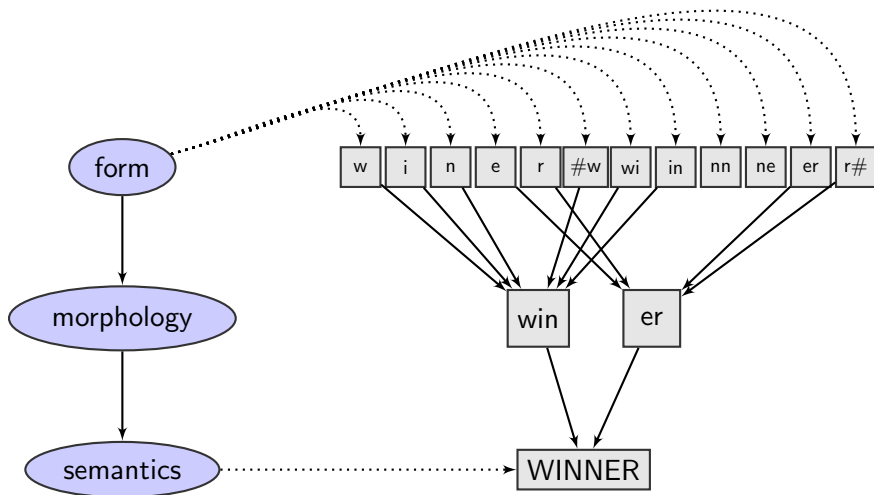 form w i n e r #w wi in nn ne er r#
morphology win er
semantics WINNER